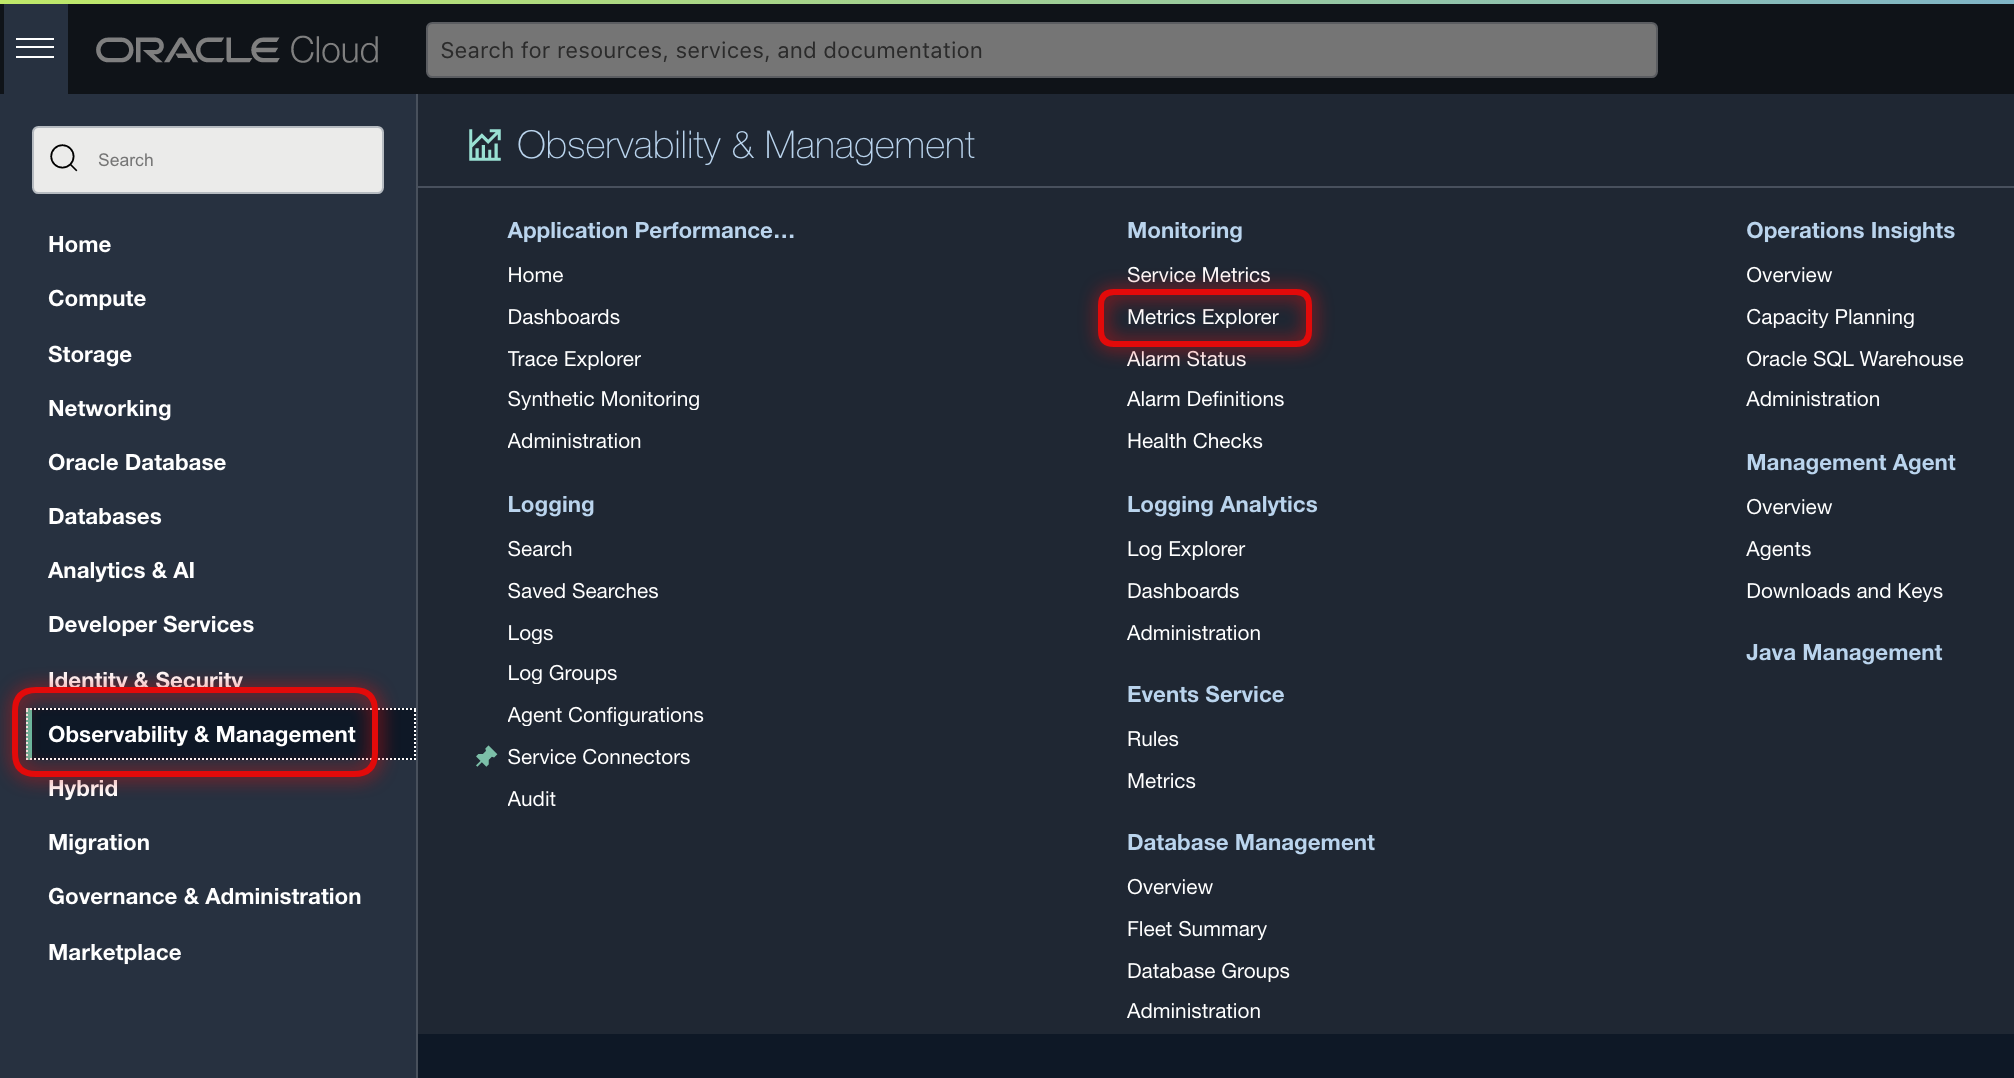 ORACLE Cloud
Search for resources, services, and documentation
Search
Home
Compute
Storage
Networking
Oracle Database
Databases
Analytics & AI
Developer Services
Identity & Security
Observability & Management
Hybrid
Migration
Governance & Administration
Marketplace
Observability & Management
Application Performance...
Home
Dashboards
Trace Explorer
Synthetic Monitoring
Administration
Logging
Search
Saved Searches
Logs
Log Groups
Agent Configurations
Service Connectors
Audit
Monitoring
Service Metrics
Metrics Explorer
Alarm Status
Alarm Definitions
Health Checks
Logging Analytics
Log Explorer
Dashboards
Administration
Events Service
Rules
Metrics
Database Management
Overview
Fleet Summary
Database Groups
Administration
Operations Insights
Overview
Capacity Planning
Oracle SQL Warehouse
Administration
Management Agent
Overview
Agents
Downloads and Keys
Java Management